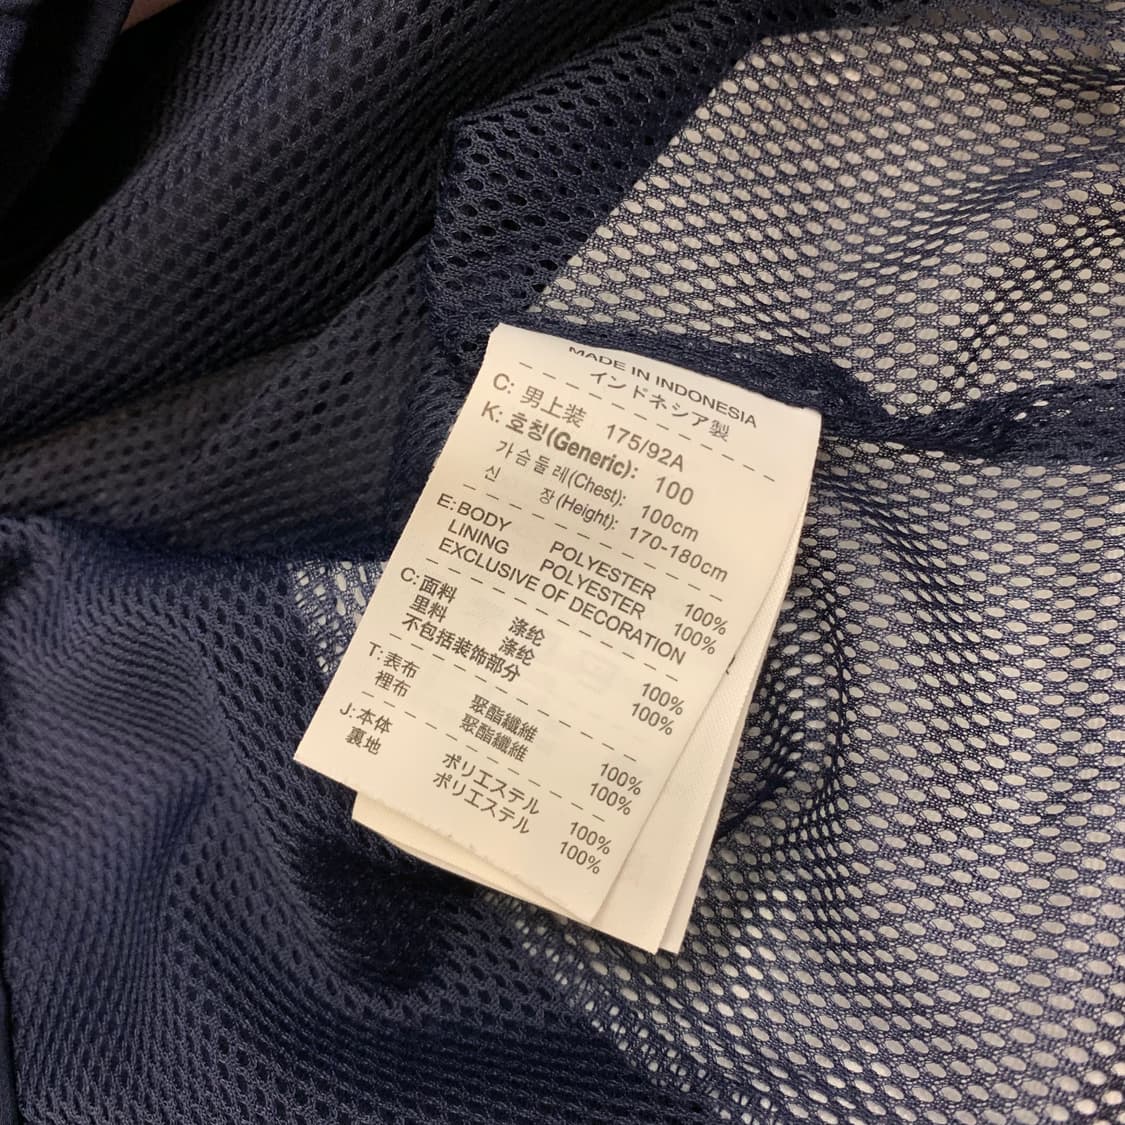 MADE IN INDONESIA
インドネシア製
C: 男上装 175/92A
K: 호칭(Generic): 100
가슴둘레(Chest): 100cm
신 장(Height): 170-180cm
E: BODY POLYESTER 100%
LINING POLYESTER 100%
EXCLUSIVE OF DECORATION
C: 面料 涤纶 100%
里料 涤纶 100%
不包括装饰部分
T: 表布 聚酯纖維 100%
裡布 聚酯纖維 100%
J: 本体 ポリエステル 100%
裏地 ポリエステル 100%